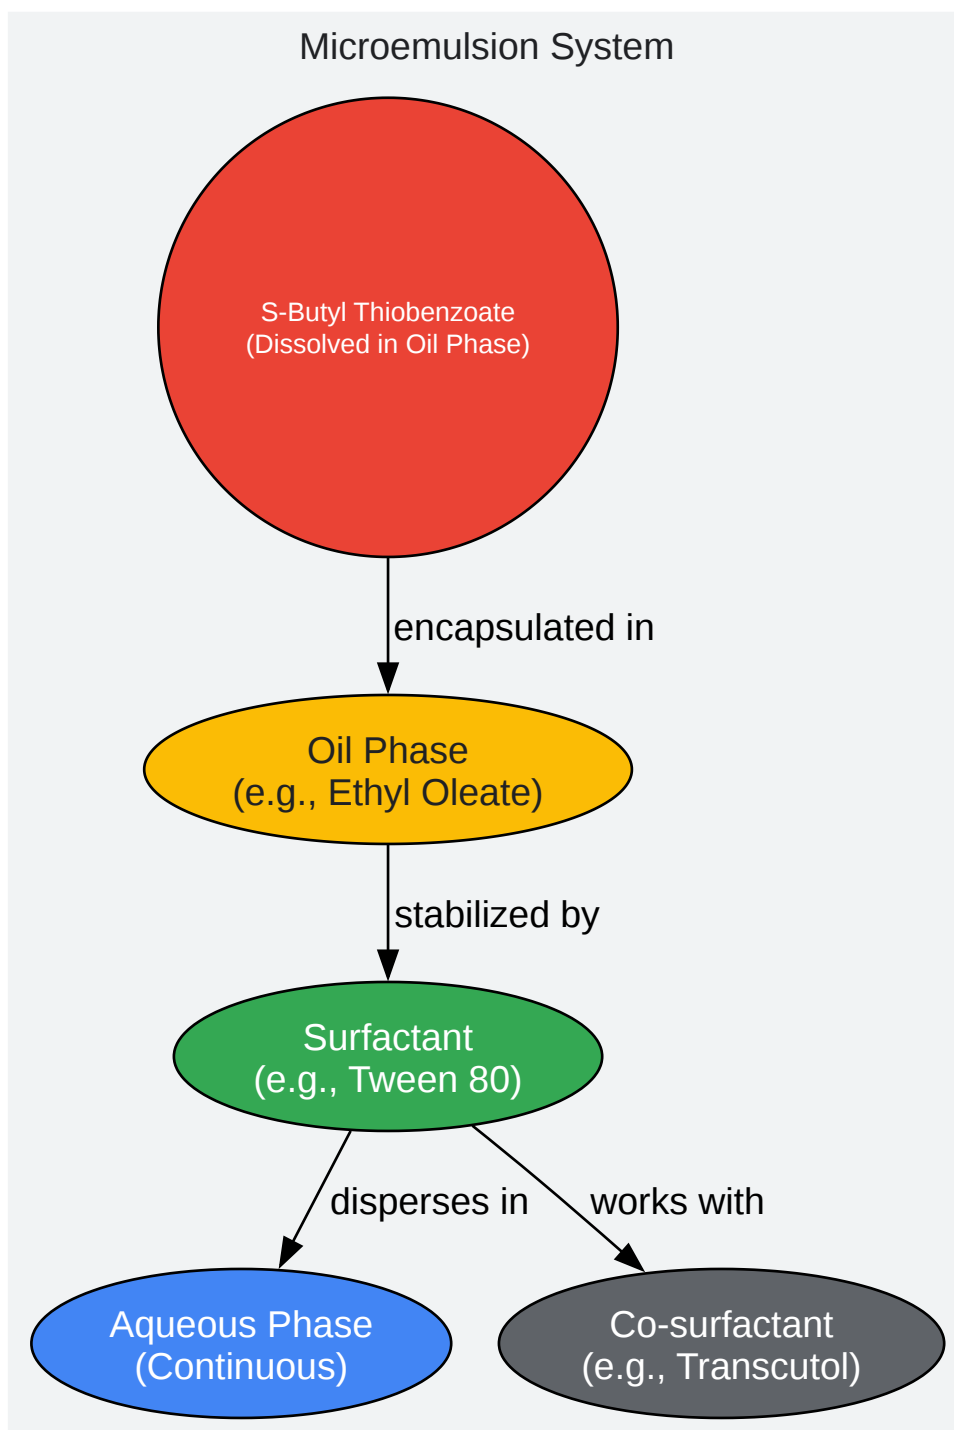 Microemulsion System
S-Butyl Thiobenzoate
(Dissolved in Oil Phase)
encapsulated in
Oil Phase
(e.g., Ethyl Oleate)
stabilized by
Surfactant
(e.g., Tween 80)
disperses in
works with
Aqueous Phase
(Continuous)
Co-surfactant
(e.g., Transcutol)